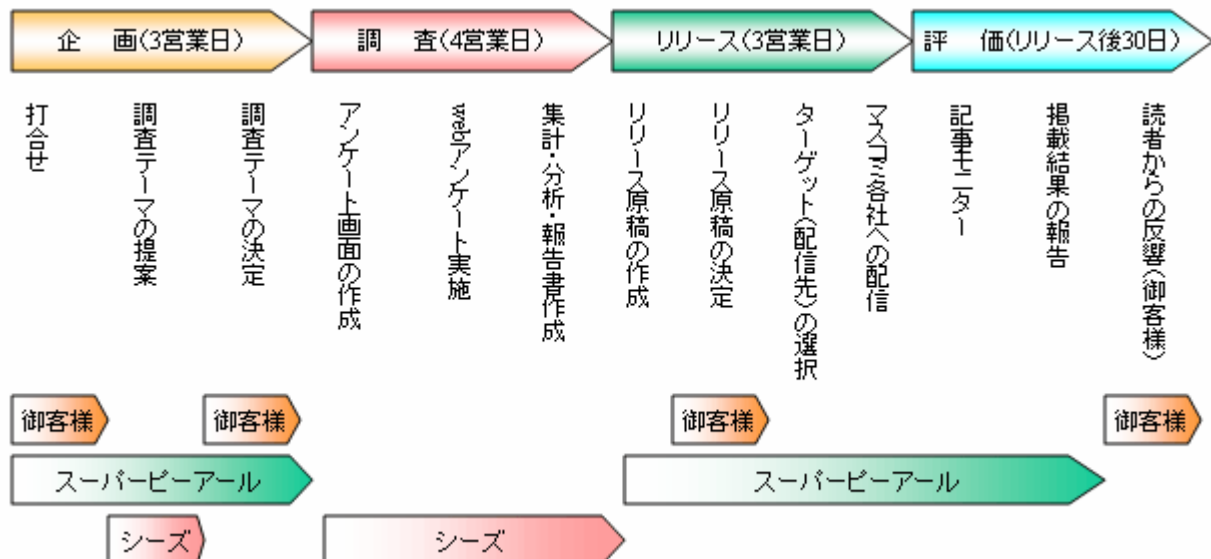 企　画(3営業日)
調　査(4営業日)
リリース(3営業日)
評　価(リリース後30日)
打合せ
調査テーマの提案
調査テーマの決定
アンケート画面の作成
webアンケート実施
集計・分析・報告書作成
リリース原稿の作成
リリース原稿の決定
ターゲット(配信先)の選択
マスコミ各社への配信
記事モニター
掲載結果の報告
読者からの反響(御客様)
御客様
御客様
御客様
御客様
スーパーピーアール
スーパーピーアール
シーズ
シーズ